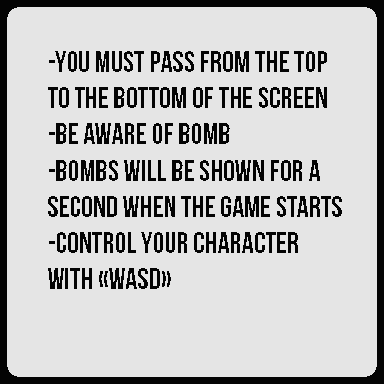 -YOU MUST PASS FROM THE TOP
TO THE BOTTOM OF THE SCREEN
-BE AWARE OF BOMB
-BOMBS WILL BE SHOWN FOR A
SECOND WHEN THE GAME STARTS
-CONTROL YOUR CHARACTER
WITH «WASD»